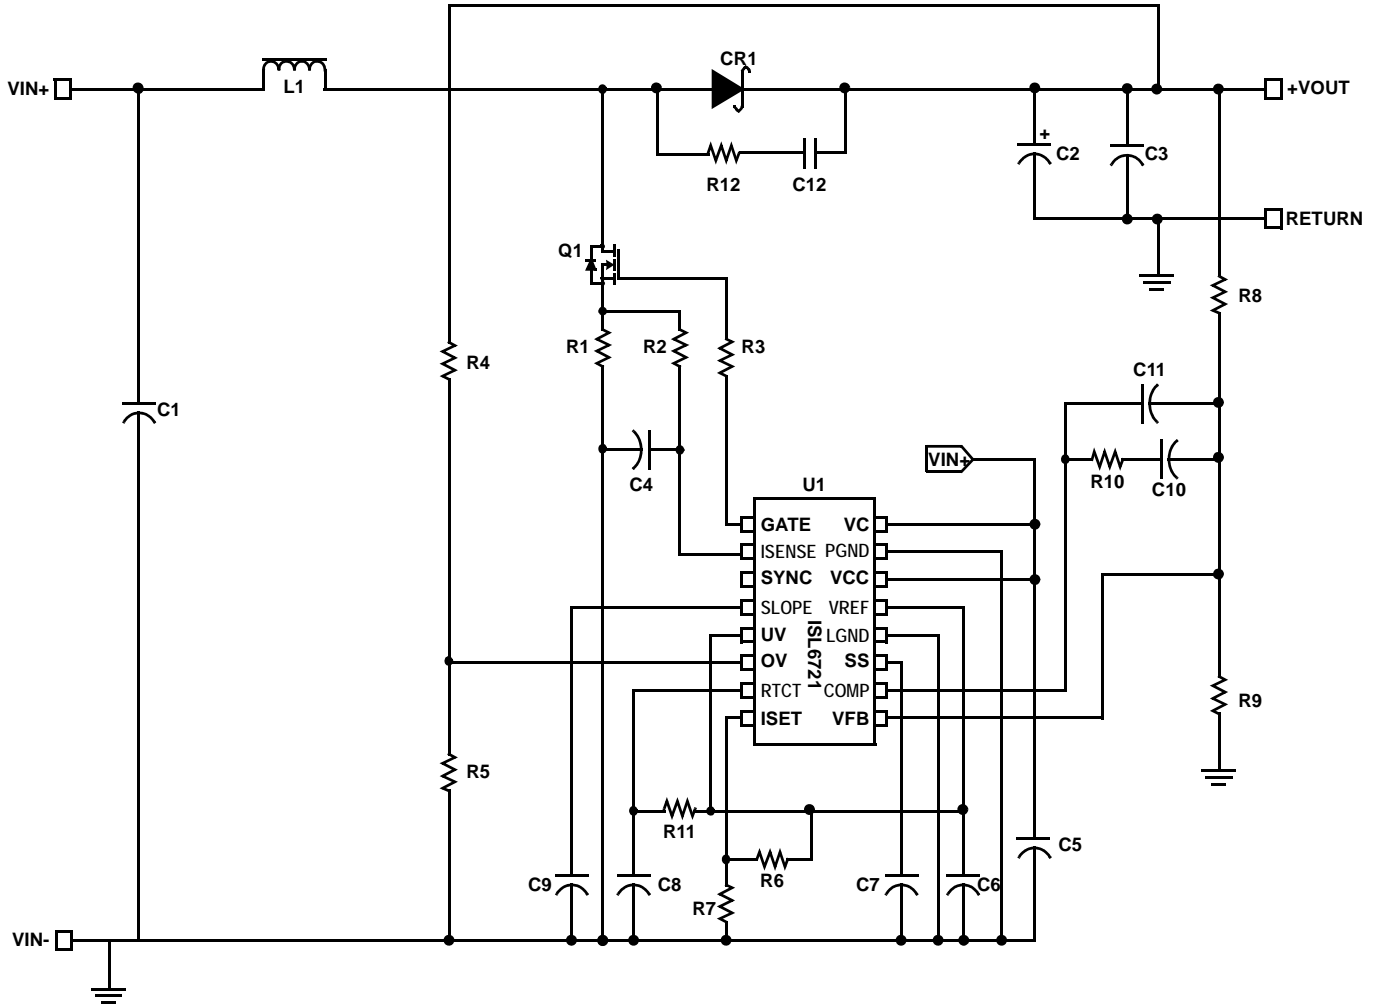 CR1
VIN+
L1
+VOUT
+
C2
C3
R12
C12
RETURN
Q1
R8
R1
R2
R3
R4
C11
C1
VIN+
C4
R10
C10
U1
GATE
VC
ISENSE
PGND
SYNC
VCC
SLOPE
VREF
UV
LGND
OV
SS
RTCT
COMP
ISET
VFB
ISL6721
R9
R5
R11
C5
R6
C9
C8
C7
C6
R7
VIN-